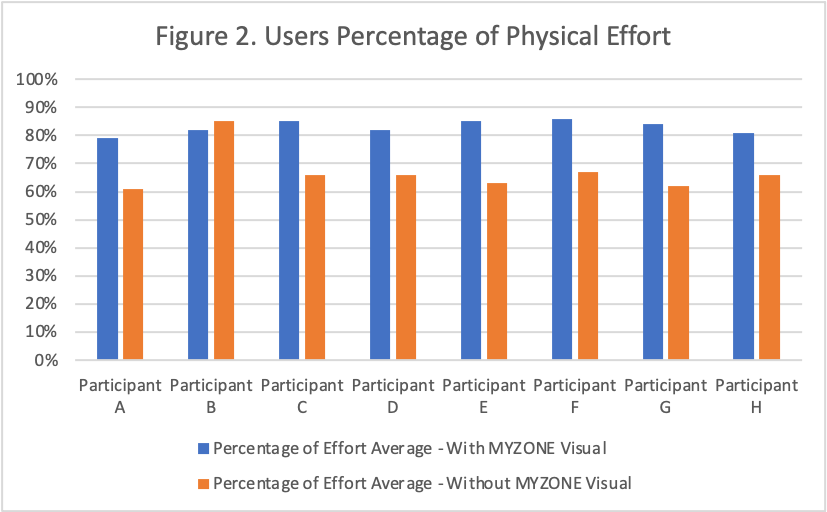 Figure 2. Users Percentage of Physical Effort
100%
90%
80%
70%
60%
50%
40%
30%
20%
10%
0%
Participant A
Participant B
Participant C
Participant D
Participant E
Participant F
Participant G
Participant H
Percentage of Effort Average - With MYZONE Visual
Percentage of Effort Average - Without MYZONE Visual